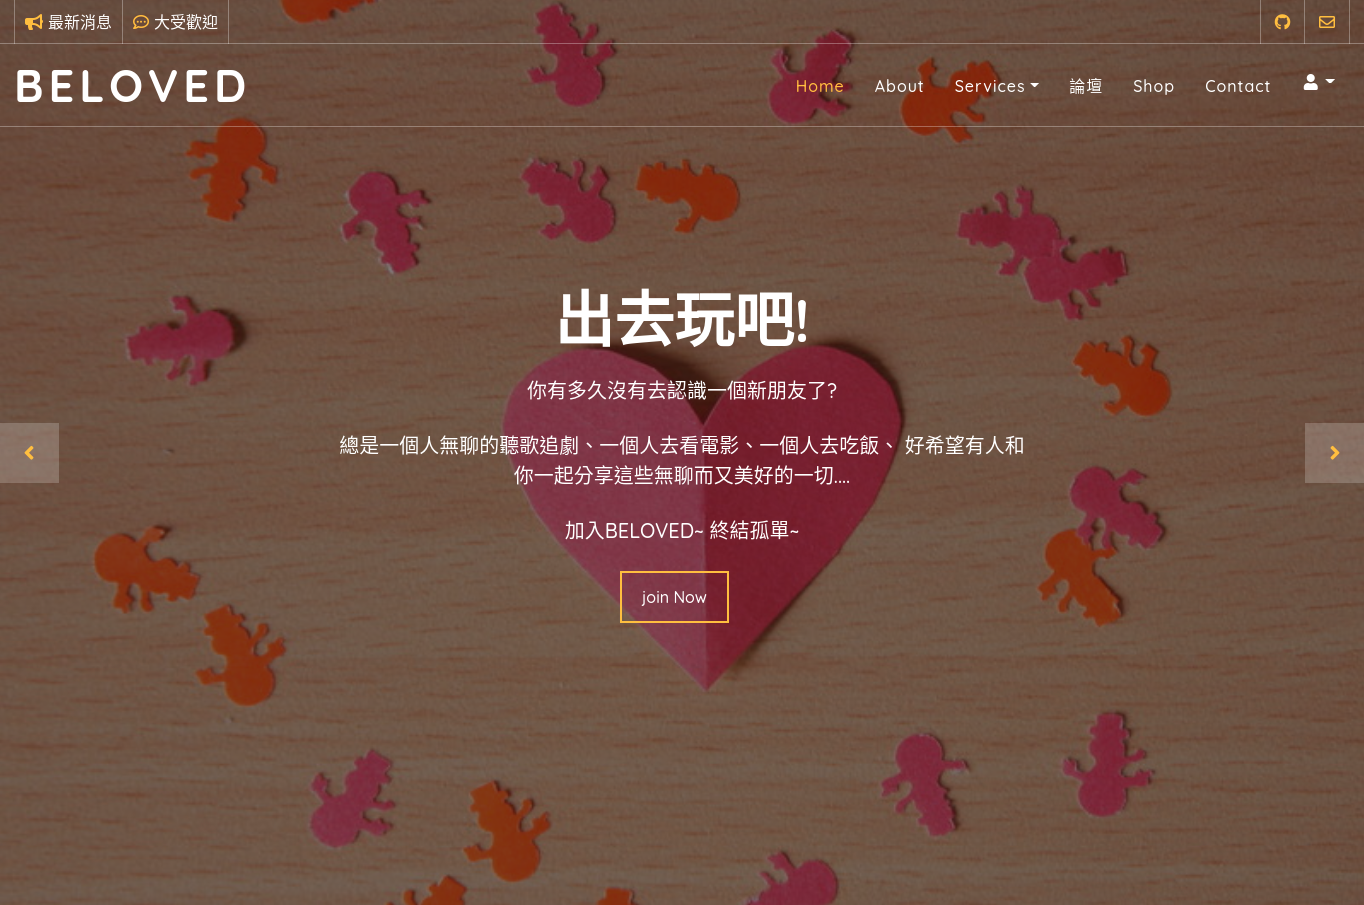 最新消息 大受歡迎
BELOVED
Home About Services 論壇 Shop Contact
出去玩吧!
你有多久沒有去認識一個新朋友了?
總是一個人無聊的聽歌追劇、一個人去看電影、一個人去吃飯、 好希望有人和
你一起分享這些無聊而又美好的一切....
加入BELOVED~ 終結孤單~
join Now